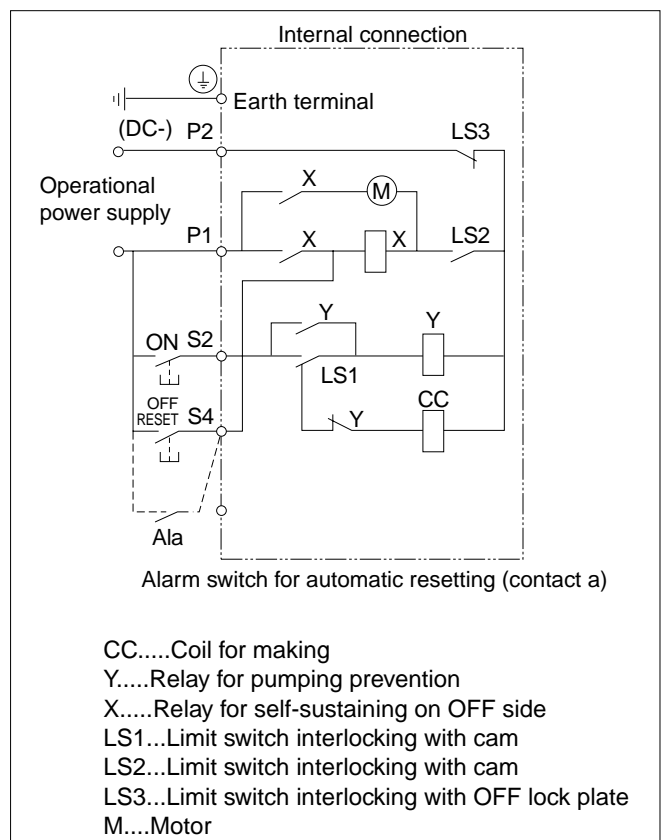 Internal connection
Earth terminal
(DC-) P2
LS3
Operational
power supply
X
M
P1
X
X
LS2
Y
ON S2
Y
LS1
OFF
RESET S4
CC
Y
Ala
Alarm switch for automatic resetting (contact a)
CC.....Coil for making
Y.....Relay for pumping prevention
X.....Relay for self-sustaining on OFF side
LS1...Limit switch interlocking with cam
LS2...Limit switch interlocking with cam
LS3...Limit switch interlocking with OFF lock plate
M....Motor